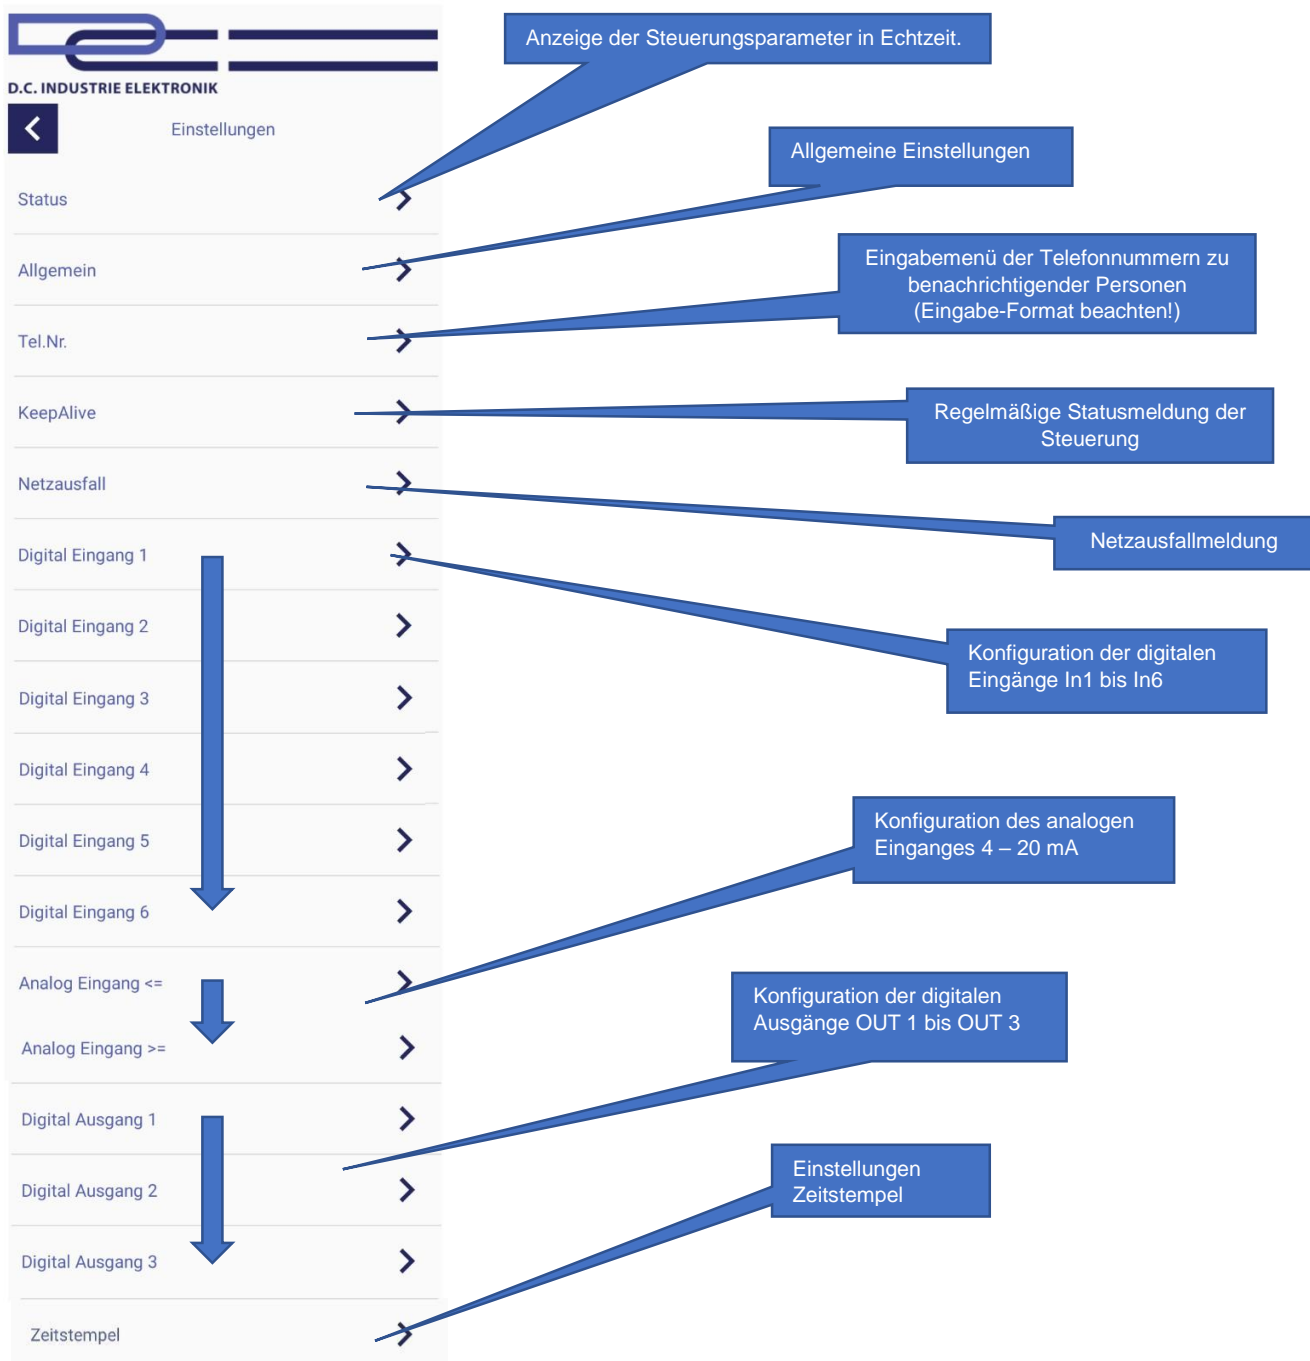 D.C. INDUSTRIE ELEKTRONIK
Einstellungen
Anzeige der Steuerungsparameter in Echtzeit.
Status
Allgemeine Einstellungen
Allgemein
Eingabemenü der Telefonnummern zu
benachrichtigender Personen
(Eingabe-Format beachten!)
Tel.Nr.
KeepAlive
Regelmäßige Statusmeldung der
Steuerung
Netzausfall
Netzausfallmeldung
Digital Eingang 1
Konfiguration der digitalen
Eingänge In1 bis In6
Digital Eingang 2
Digital Eingang 3
Digital Eingang 4
Digital Eingang 5
Digital Eingang 6
Konfiguration des analogen
Einganges 4 – 20 mA
Analog Eingang <=
Analog Eingang >=
Konfiguration der digitalen
Ausgänge OUT 1 bis OUT 3
Digital Ausgang 1
Digital Ausgang 2
Digital Ausgang 3
Einstellungen
Zeitstempel
Zeitstempel